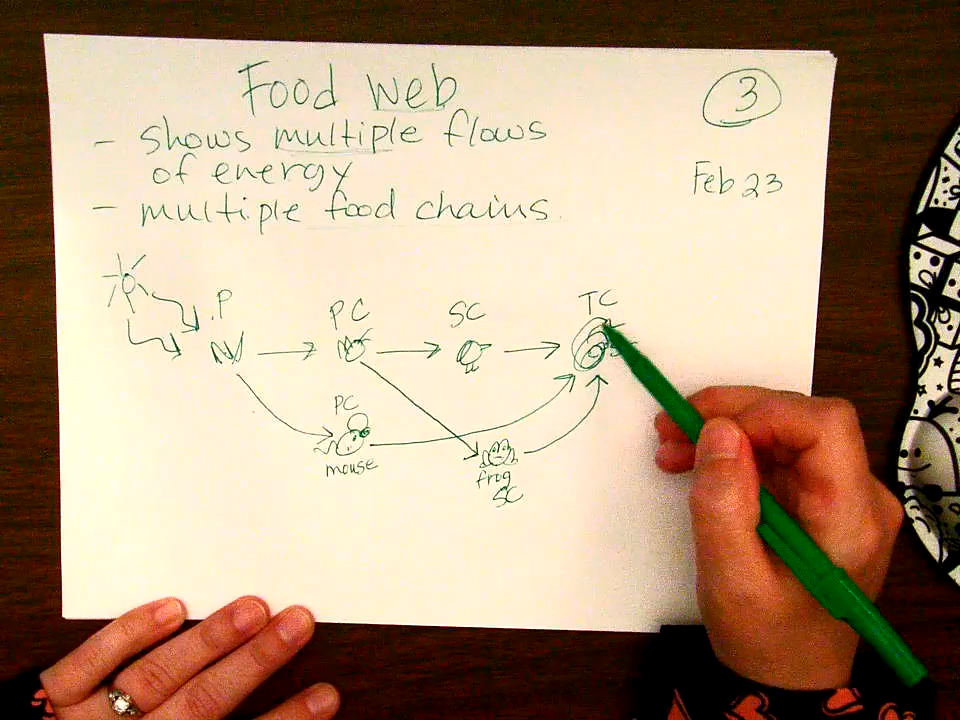 Food Web
3
- shows multiple flows
of energy
Feb 23
- multiple food chains.
P
PC
SC
TC
PC
mouse
frog
SC